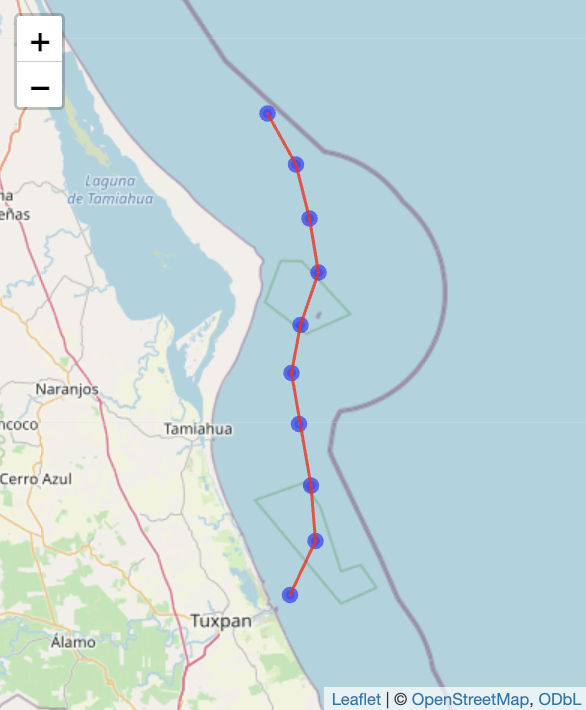 +
−
Laguna
de Tamiahua
na
eñas
Naranjos
ncoco
Tamiahua
Cerro Azul
Tuxpan
Álamo
Leaflet | © OpenStreetMap, ODbL